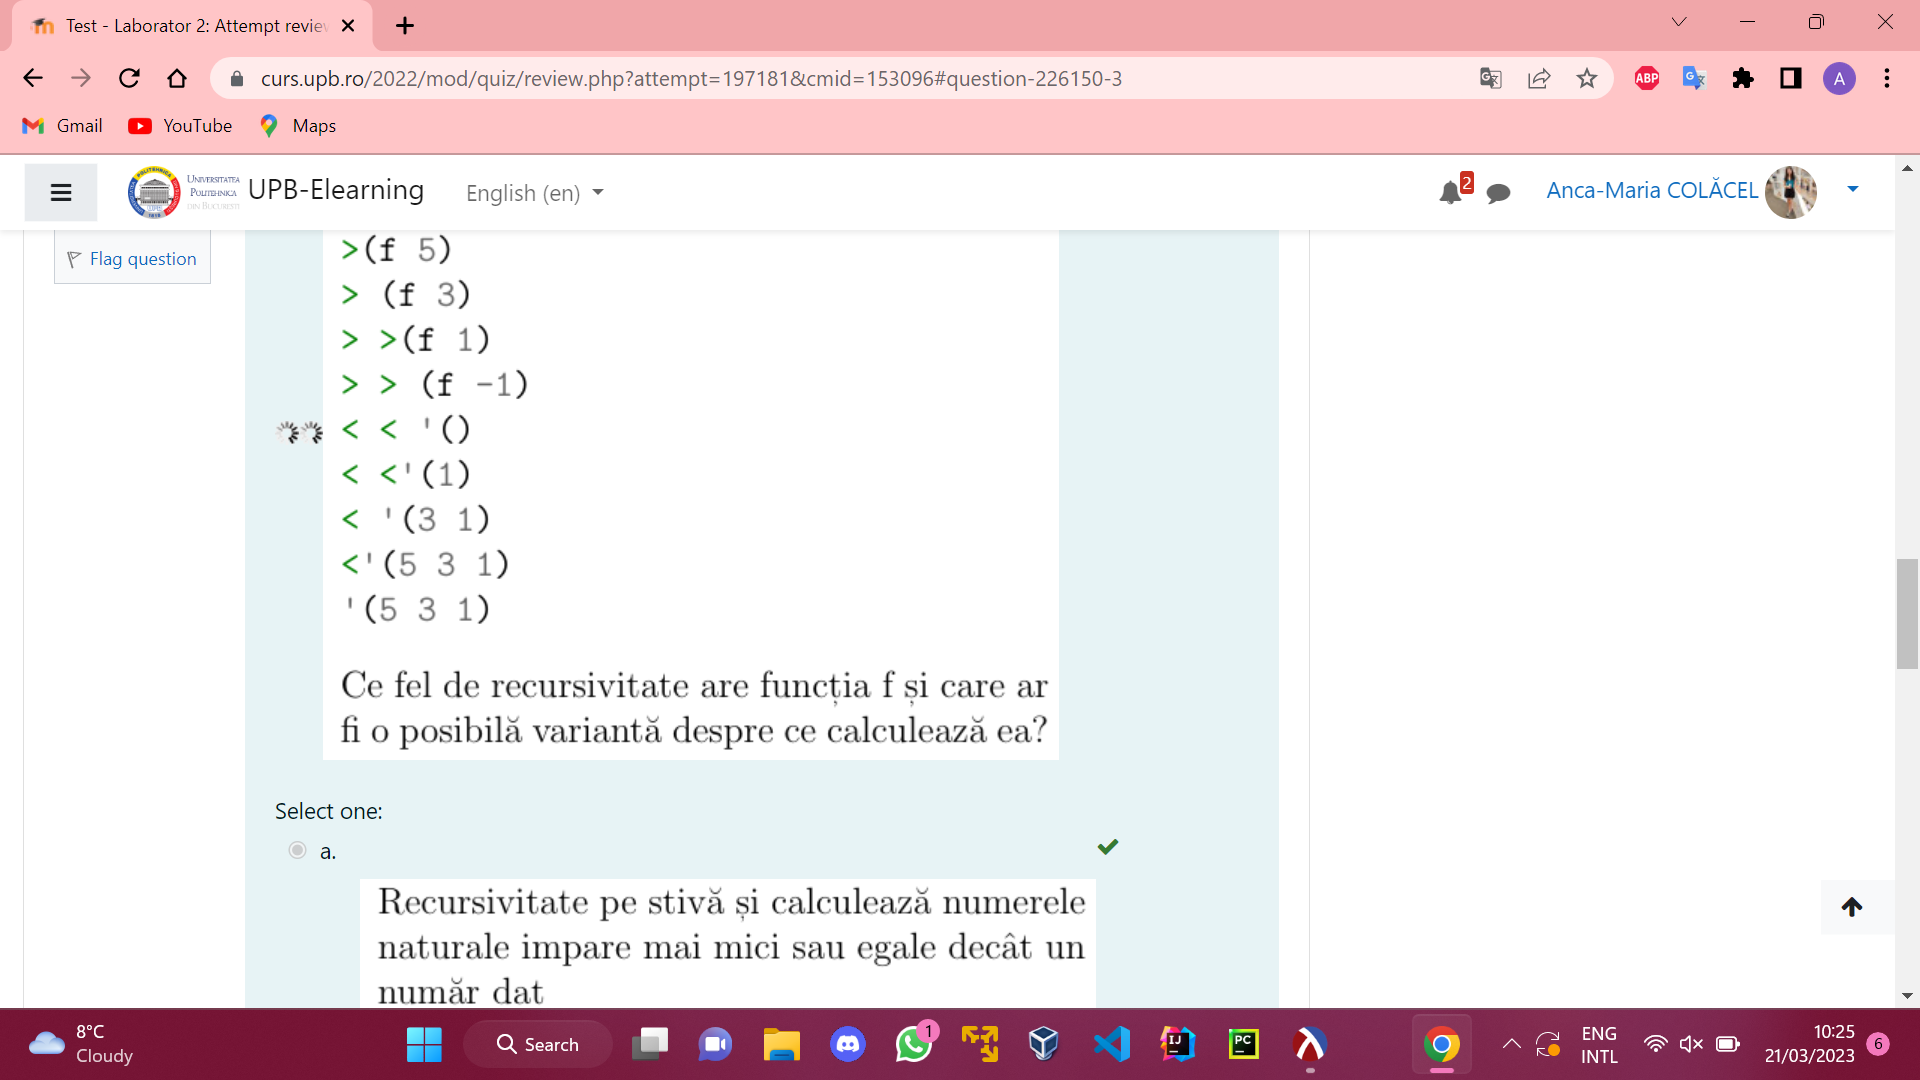 Test - Laborator 2: Attempt revie
curs.upb.ro/2022/mod/quiz/review.php?attempt=197181&cmid=153096#question-226150-3
ABP
A
Gmail
YouTube
Maps
UNIVERSITATEA
POLITEHNICA
DIN BUCUREȘTI
UPB-Elearning
English (en)
2
Anca-Maria COLĂCEL
Flag question
>(f 5)
> (f 3)
> >(f 1)
> > (f -1)
< < '()
< <'(1)
< '(3 1)
<'(5 3 1)
'(5 3 1)
Ce fel de recursivitate are funcția f și care ar
fi o posibilă variantă despre ce calculează ea?
Select one:
a.
Recursivitate pe stivă și calculează numerele
naturale impare mai mici sau egale decât un
număr dat
8°C
Cloudy
Search
1
IJ
PC
ENG
INTL
10:25
21/03/2023
6